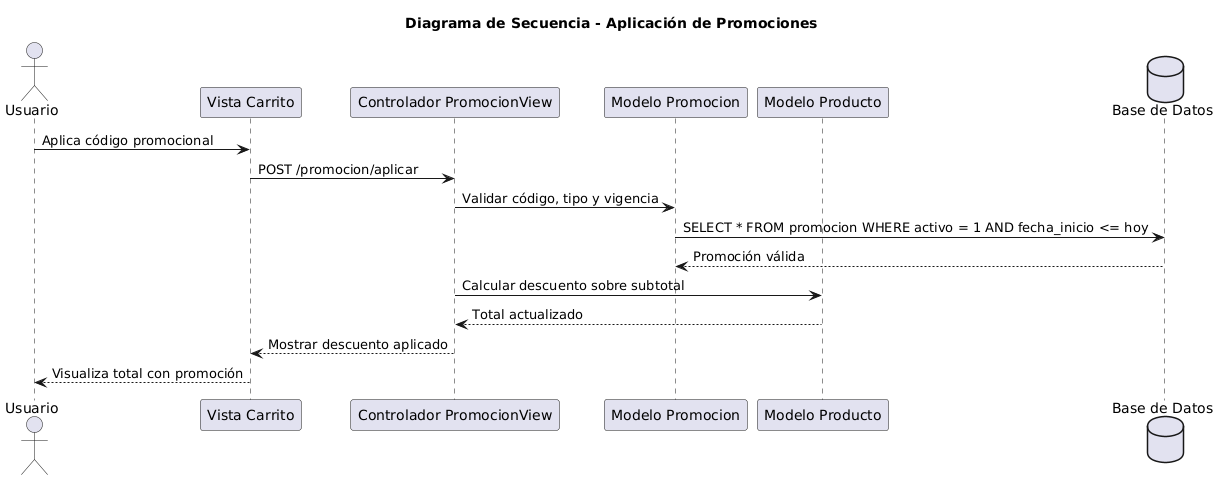 Diagrama de Secuencia - Aplicación de Promociones
Usuario
Vista Carrito
Controlador PromocionView
Modelo Promocion
Modelo Producto
Base de Datos
Aplica código promocional
POST /promocion/aplicar
Validar código, tipo y vigencia
SELECT * FROM promocion WHERE activo = 1 AND fecha_inicio <= hoy
Promoción válida
Calcular descuento sobre subtotal
Total actualizado
Mostrar descuento aplicado
Visualiza total con promoción
Usuario
Vista Carrito
Controlador PromocionView
Modelo Promocion
Modelo Producto
Base de Datos